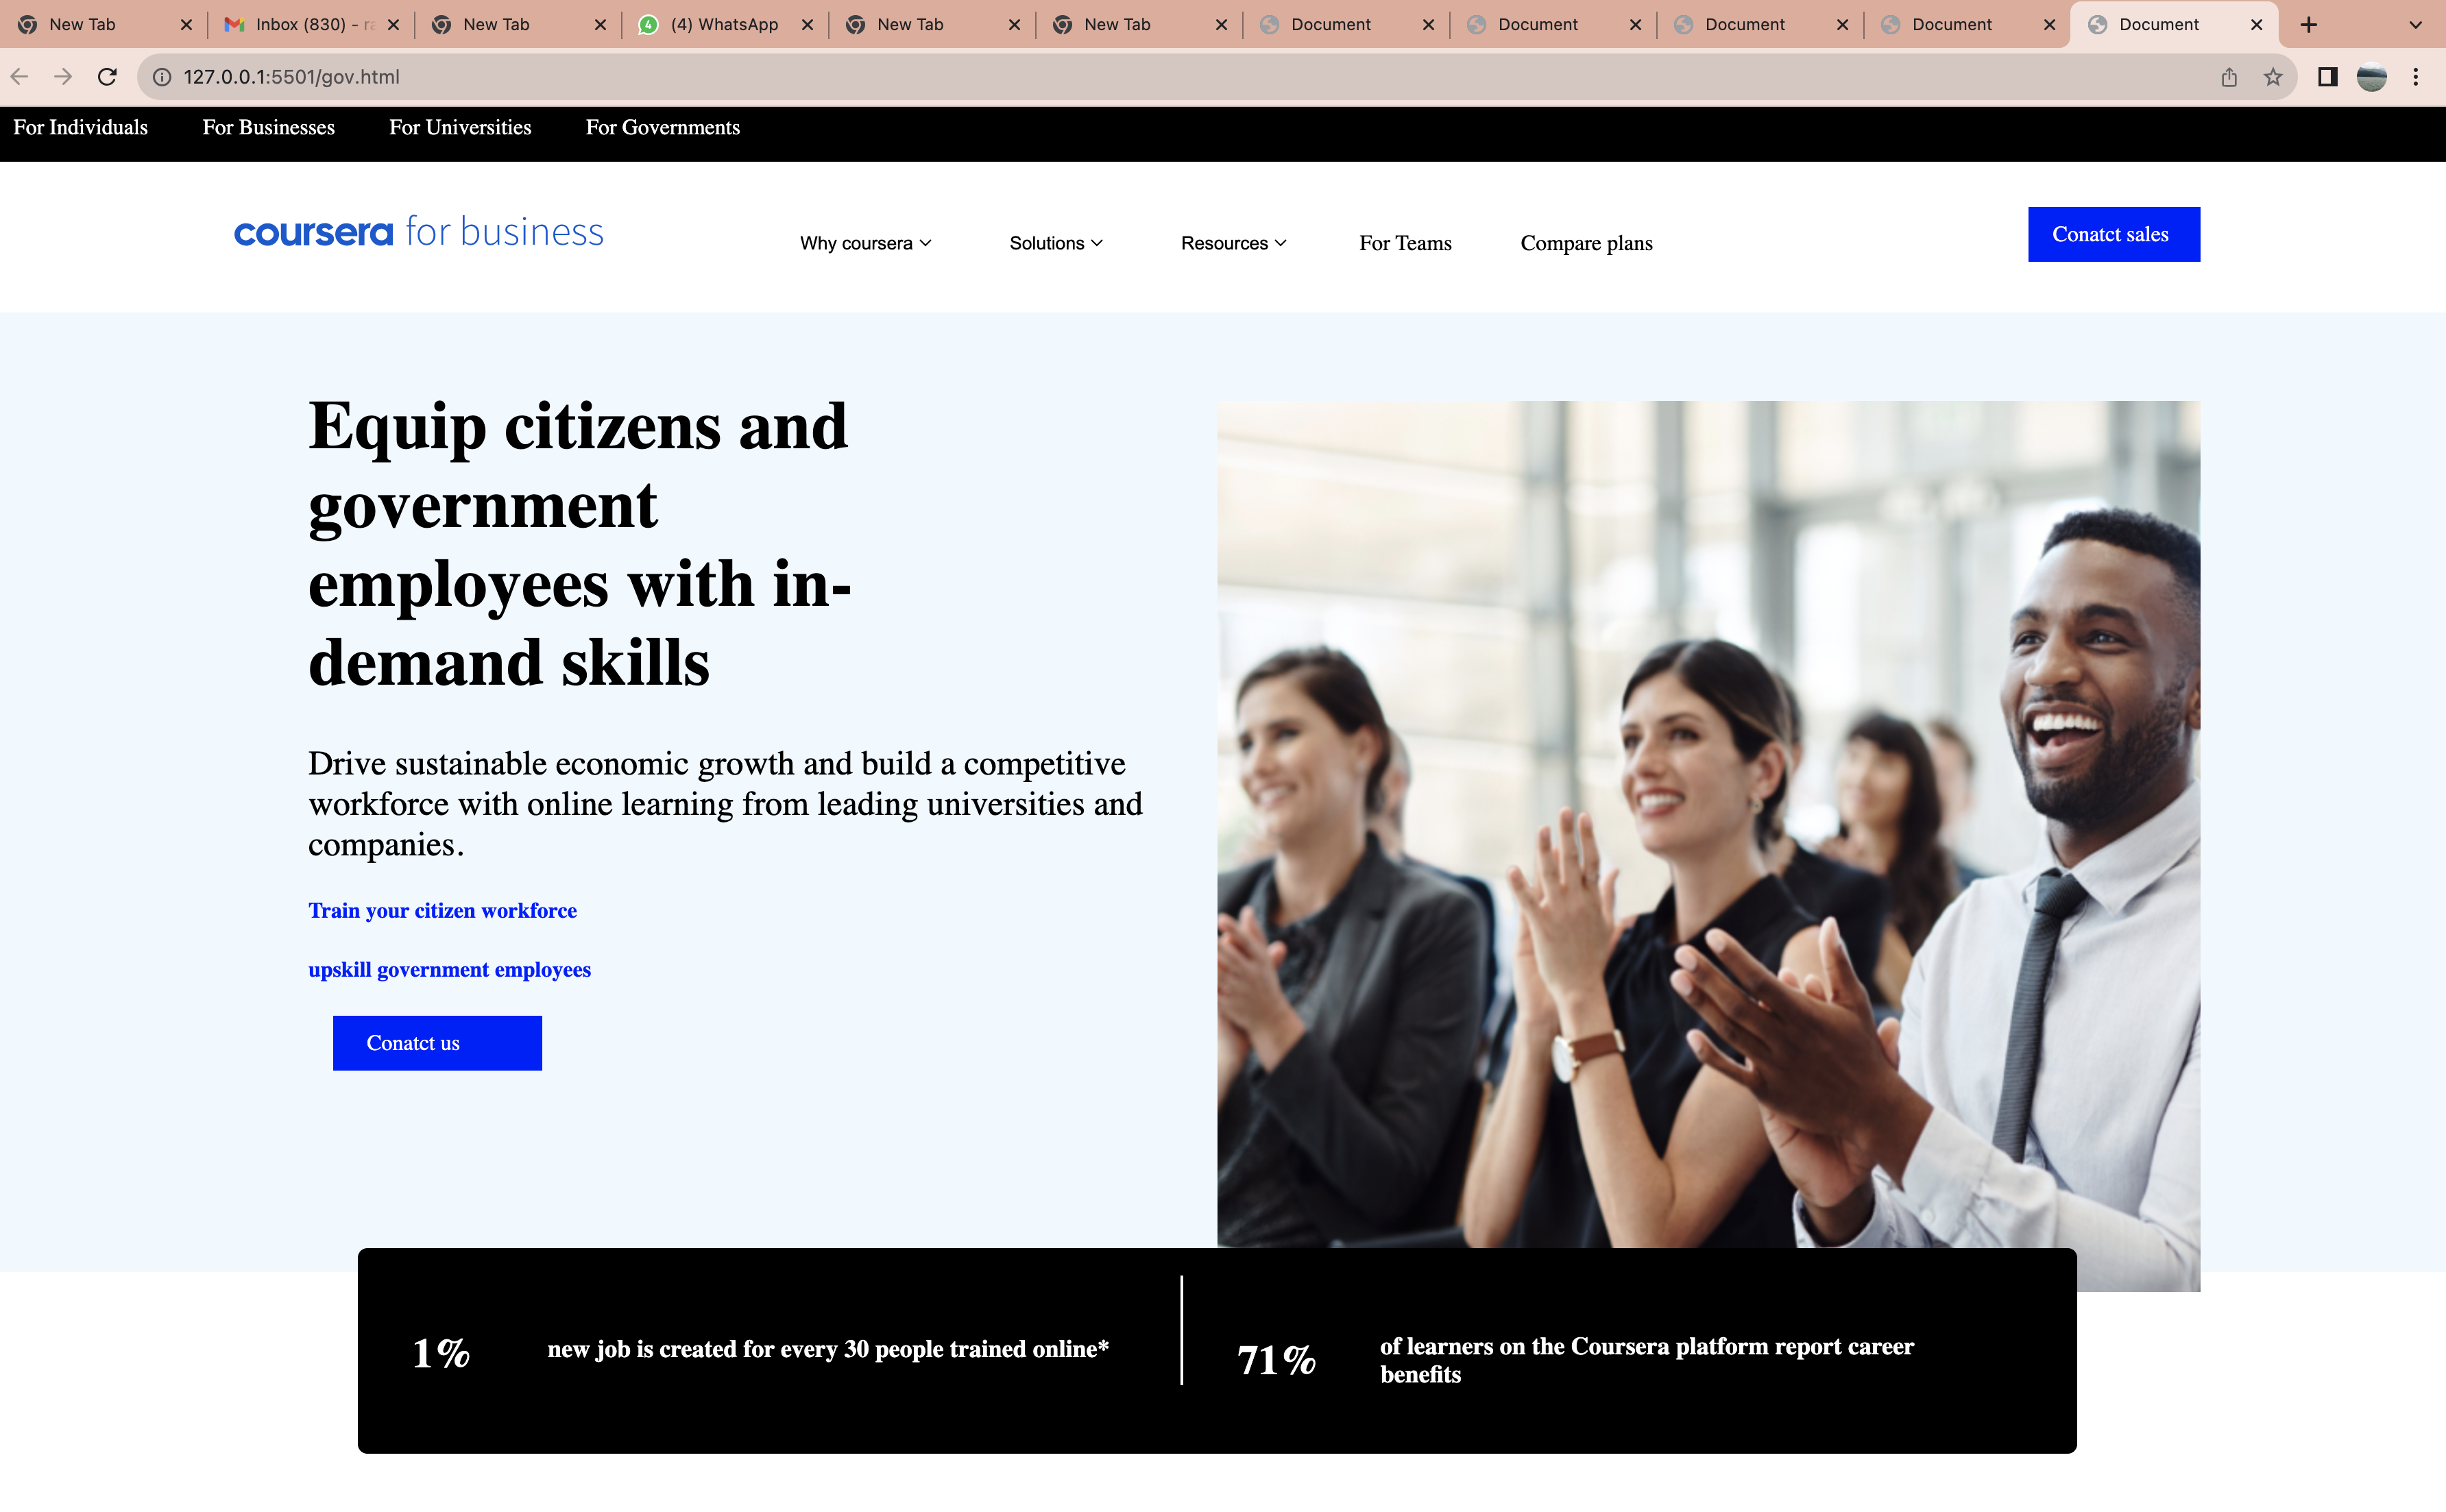 New Tab
Inbox (830) - ra
New Tab
4
(4) WhatsApp
New Tab
New Tab
Document
Document
Document
Document
Document
127.0.0.1:5501/gov.html
For Individuals For Businesses For Universities For Governments
coursera for business
Why coursera Solutions Resources For Teams Compare plans
Conatct sales
Equip citizens and
government
employees with in-
demand skills
Drive sustainable economic growth and build a competitive
workforce with online learning from leading universities and
companies.
Train your citizen workforce
upskill government employees
Conatct us
1% new job is created for every 30 people trained online*
71% of learners on the Coursera platform report career
benefits